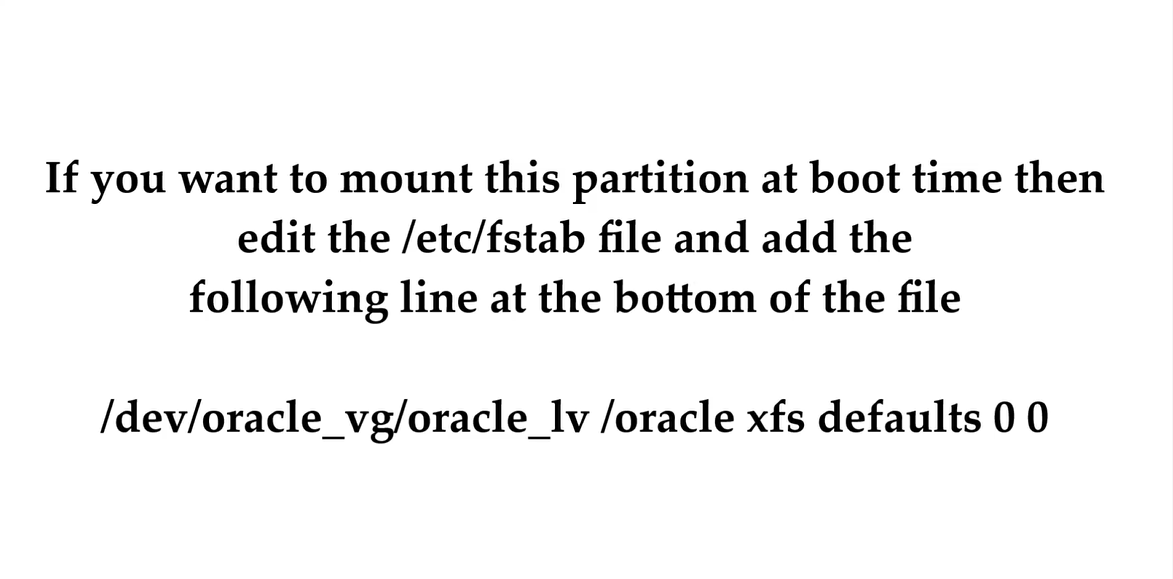 If you want to mount this partition at boot time then
edit the /etc/fstab file and add the
following line at the bottom of the file
/dev/oracle_vg/oracle_lv /oracle xfs defaults 0 0